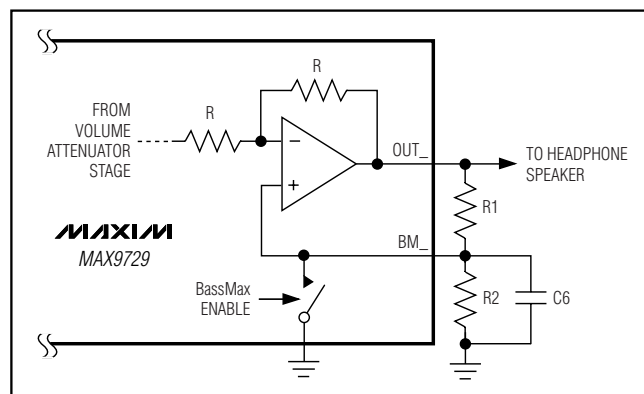 R
R
FROM
VOLUME
ATTENUATOR
STAGE
−
+
OUT_
TO HEADPHONE
SPEAKER
R1
MAXIM
MAX9729
BM_
BassMax
ENABLE
R2
C6